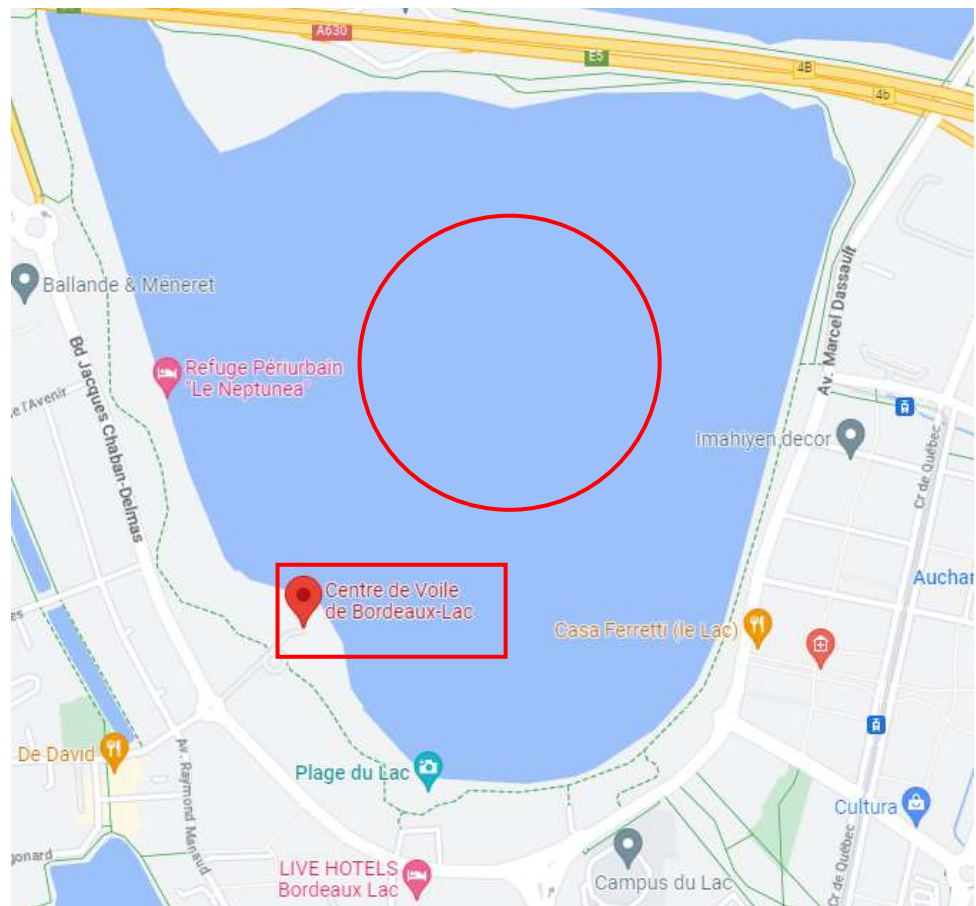 A630
E5
4B
4b
Ballande & Méneret
Av. Marcel Dassault
Bd Jacques Chaban-Delmas
Refuge Périurbain
"Le Neptunea"
l'Avenir
Imahiyen decor
Cr de Québec
Centre de Voile
de Bordeaux-Lac
Auchan
Casa Ferretti (le Lac)
De David
Av. Raymond Manaud
Plage du Lac
Cultura
LIVE HOTELS
Bordeaux Lac
Campus du Lac
Cr de Québec